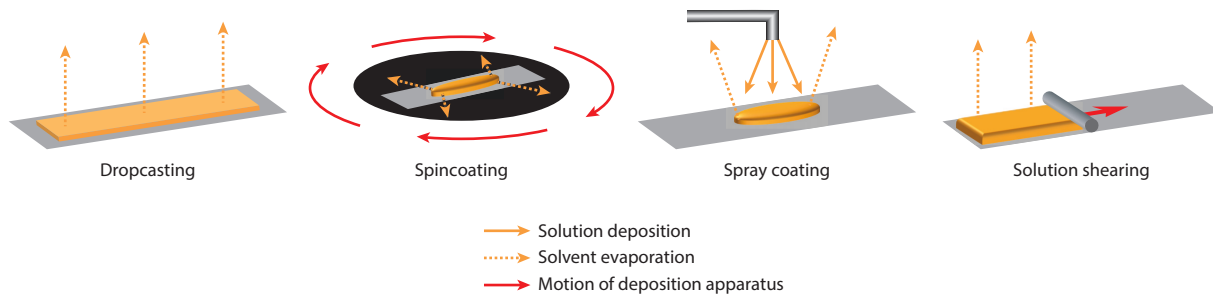 Dropcasting
Spincoating
Spray coating
Solution shearing
Solution deposition
Solvent evaporation
Motion of deposition apparatus